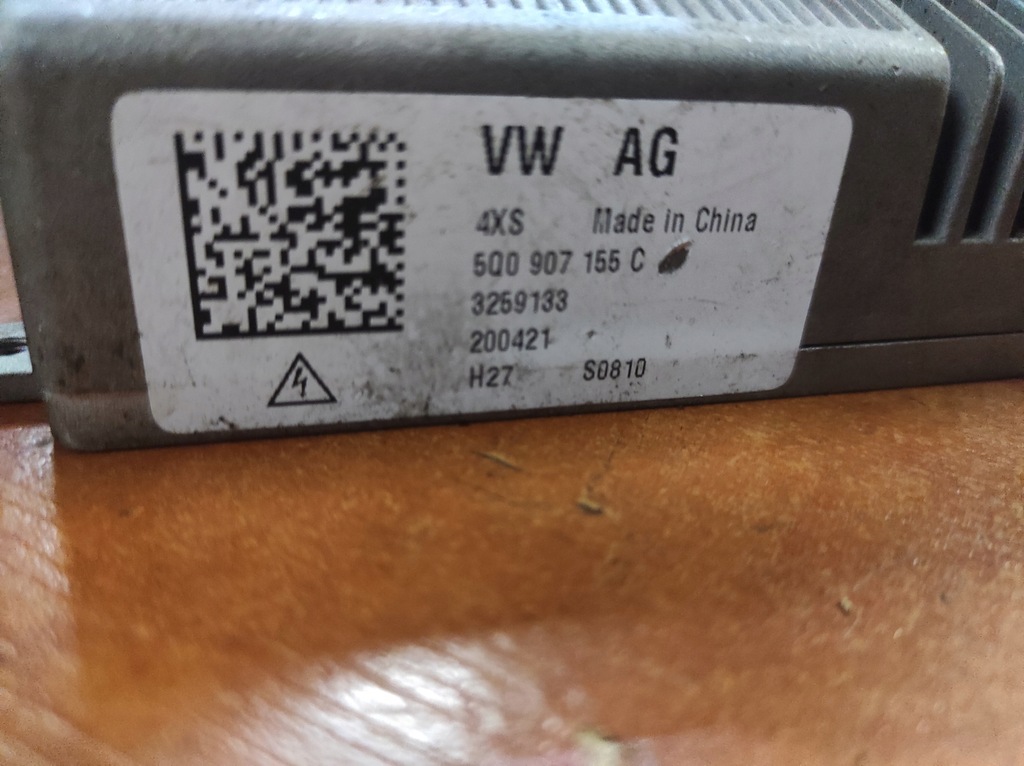 VW AG
4XS Made in China
5Q0 907 155 C
3259133
200421
H27 S0810